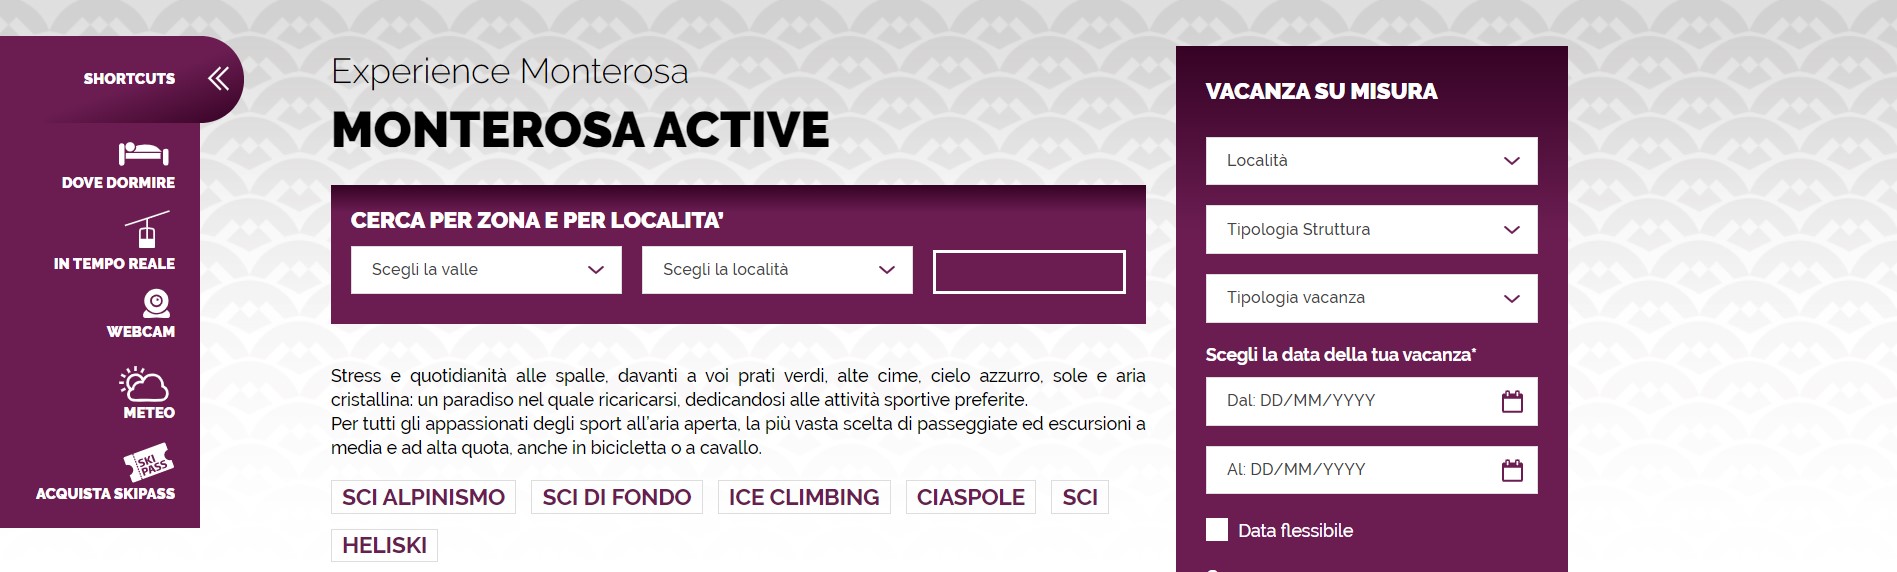 SHORTCUTS
DOVE DORMIRE
IN TEMPO REALE
WEBCAM
METEO
SKI
PASS
ACQUISTA SKIPASS
Experience Monterosa
MONTEROSA ACTIVE
CERCA PER ZONA E PER LOCALITA'
Scegli la valle
Scegli la località
Stress e quotidianità alle spalle, davanti a voi prati verdi, alte cime, cielo azzurro, sole e aria
cristallina: un paradiso nel quale ricaricarsi, dedicandosi alle attività sportive preferite.
Per tutti gli appassionati degli sport all'aria aperta, la più vasta scelta di passeggiate ed escursioni a
media e ad alta quota, anche in bicicletta o a cavallo.
SCI ALPINISMO
SCI DI FONDO
ICE CLIMBING
CIASPOLE
SCI
HELISKI
VACANZA SU MISURA
Località
Tipologia Struttura
Tipologia vacanza
Scegli la data della tua vacanza*
Dal: DD/MM/YYYY
Al: DD/MM/YYYY
Data flessibile